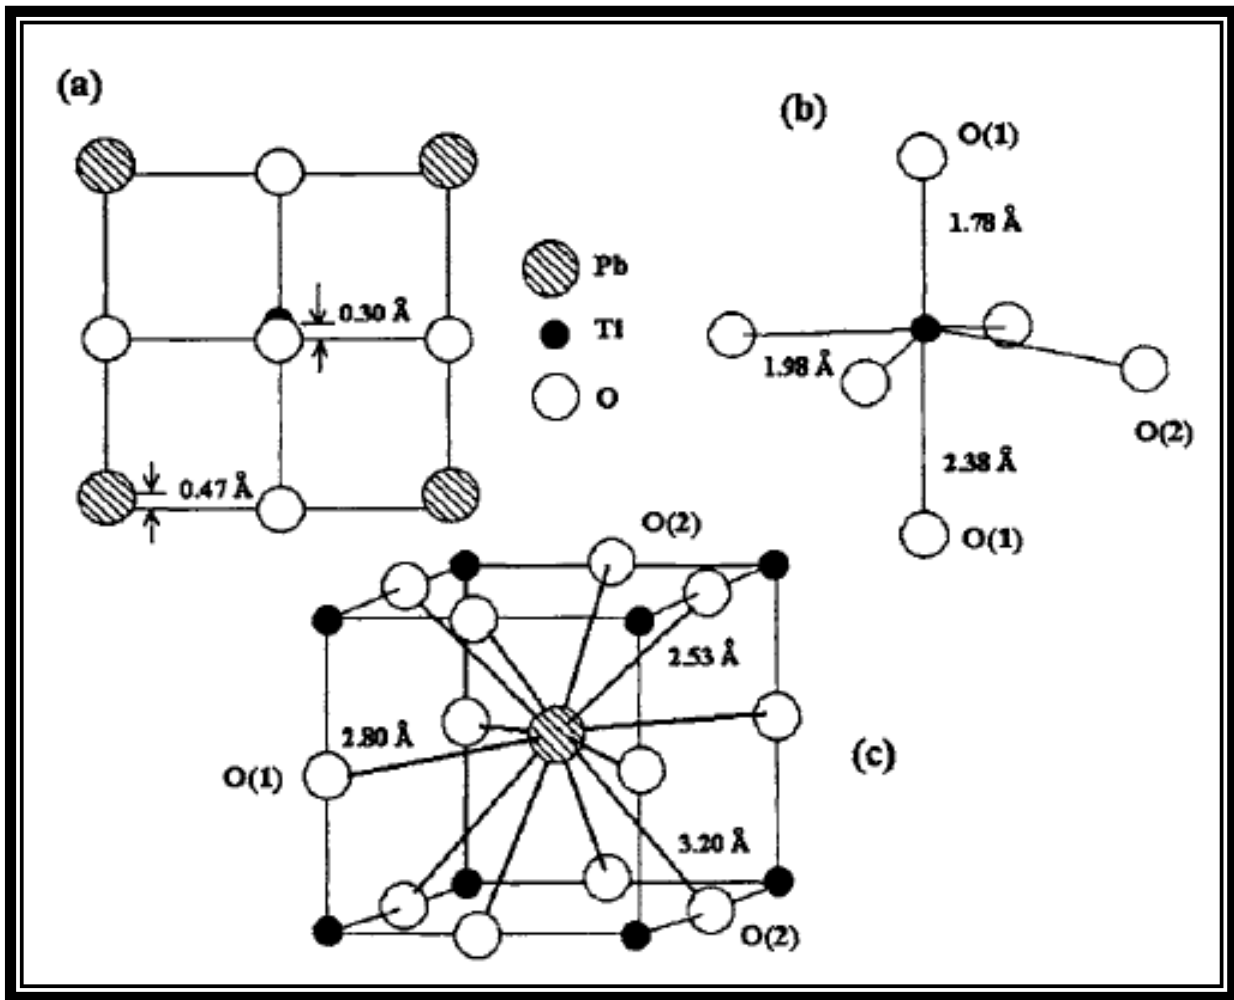 (a)
(b)
O(1)
1.78 Å
Pb
0.30 Å
Ti
1.98 Å
O
O(2)
2.38 Å
0.47 Å
O(2)
O(1)
2.53 Å
2.80 Å
(c)
O(1)
3.20 Å
O(2)